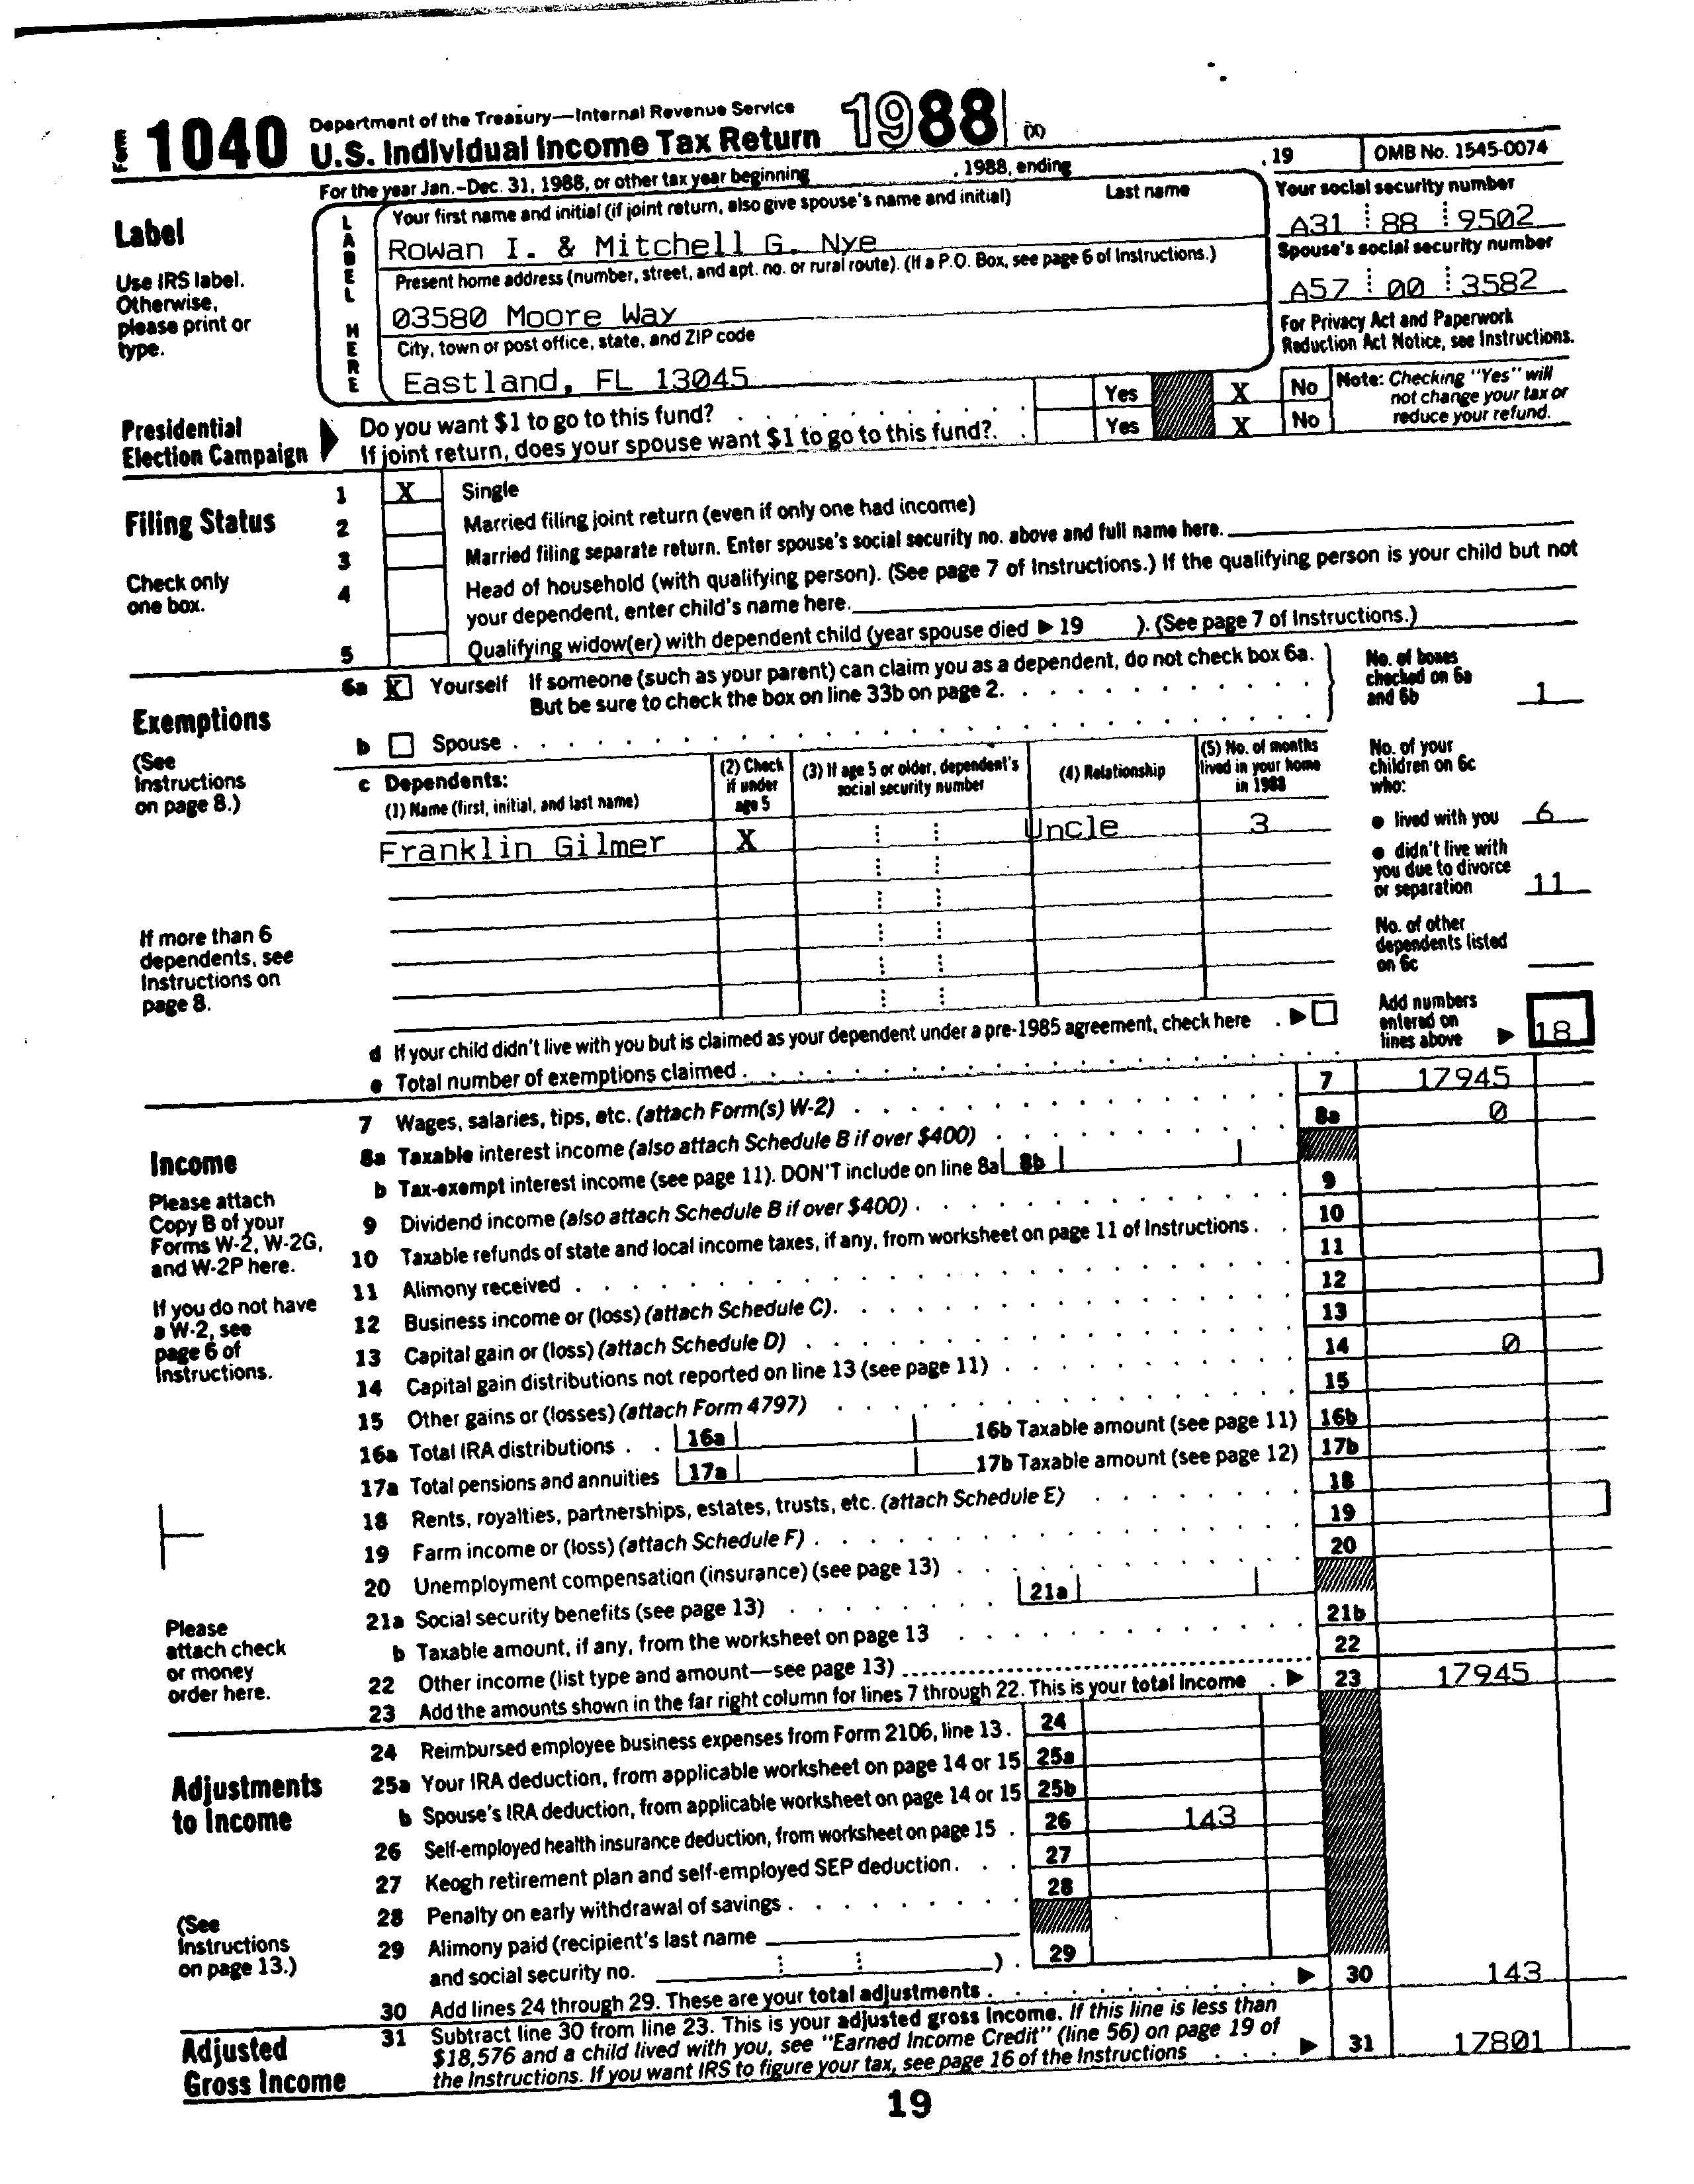 Form 1040 Department of the Treasury—Internal Revenue Service
U.S. Individual Income Tax Return 1988 (X)
For the year Jan.-Dec. 31, 1988, or other tax year beginning , 1988, ending , 19 OMB No. 1545-0074
Label
Use IRS label.
Otherwise,
please print or
type.
LABEL HERE
Your first name and initial (if joint return, also give spouse's name and initial) Last name
Rowan I. & Mitchell G. Nye
Present home address (number, street, and apt. no. or rural route). (If a P.O. Box, see page 6 of Instructions.)
03580 Moore Way
City, town or post office, state, and ZIP code
Eastland, FL 13045
Your social security number
A31 88 9502
Spouse's social security number
A57 00 3582
For Privacy Act and Paperwork
Reduction Act Notice, see Instructions.
Presidential
Election Campaign
Do you want $1 to go to this fund? Yes X No
If joint return, does your spouse want $1 to go to this fund? Yes X No
Note: Checking "Yes" will
not change your tax or
reduce your refund.
Filing Status
Check only
one box.
1 X Single
2 Married filing joint return (even if only one had income)
3 Married filing separate return. Enter spouse's social security no. above and full name here.
4 Head of household (with qualifying person). (See page 7 of Instructions.) If the qualifying person is your child but not
your dependent, enter child's name here.
5 Qualifying widow(er) with dependent child (year spouse died ▶ 19 ). (See page 7 of Instructions.)
Exemptions
(See
Instructions
on page 8.)
If more than 6
dependents, see
Instructions on
page 8.
6a X Yourself If someone (such as your parent) can claim you as a dependent, do not check box 6a.
But be sure to check the box on line 33b on page 2.
b Spouse
c Dependents:
(1) Name (first, initial, and last name)
(2) Check
if under
age 5
(3) If age 5 or older, dependent's
social security number
(4) Relationship
(5) No. of months
lived in your home
in 1988
Franklin Gilmer X Uncle 3
No. of boxes
checked on 6a
and 6b 1
No. of your
children on 6c
who:
● lived with you 6
● didn't live with
you due to divorce
or separation 11
No. of other
dependents listed
on 6c
Add numbers
entered on
lines above ▶ 18
d If your child didn't live with you but is claimed as your dependent under a pre-1985 agreement, check here ▶
e Total number of exemptions claimed
Income
Please attach
Copy B of your
Forms W-2, W-2G,
and W-2P here.
If you do not have
a W-2, see
page 6 of
Instructions.
Please
attach check
or money
order here.
7 Wages, salaries, tips, etc. (attach Form(s) W-2) 7 17945
8a Taxable interest income (also attach Schedule B if over $400) 8a 0
b Tax-exempt interest income (see page 11). DON'T include on line 8a 8b
9 Dividend income (also attach Schedule B if over $400) 9
10 Taxable refunds of state and local income taxes, if any, from worksheet on page 11 of Instructions 10
11 Alimony received 11
12 Business income or (loss) (attach Schedule C) 12
13 Capital gain or (loss) (attach Schedule D) 13
14 Capital gain distributions not reported on line 13 (see page 11) 14 0
15 Other gains or (losses) (attach Form 4797) 15
16a Total IRA distributions 16a 16b Taxable amount (see page 11) 16b
17a Total pensions and annuities 17a 17b Taxable amount (see page 12) 17b
18 Rents, royalties, partnerships, estates, trusts, etc. (attach Schedule E) 18
19 Farm income or (loss) (attach Schedule F) 19
20 Unemployment compensation (insurance) (see page 13) 20
21a Social security benefits (see page 13) 21a
b Taxable amount, if any, from the worksheet on page 13 21b
22 Other income (list type and amount—see page 13) 22
23 Add the amounts shown in the far right column for lines 7 through 22. This is your total income ▶ 23 17945
Adjustments
to Income
(See
Instructions
on page 13.)
24 Reimbursed employee business expenses from Form 2106, line 13. 24
25a Your IRA deduction, from applicable worksheet on page 14 or 15 25a
b Spouse's IRA deduction, from applicable worksheet on page 14 or 15 25b
26 Self-employed health insurance deduction, from worksheet on page 15 26 143
27 Keogh retirement plan and self-employed SEP deduction 27
28 Penalty on early withdrawal of savings 28
29 Alimony paid (recipient's last name
and social security no. ) 29
30 Add lines 24 through 29. These are your total adjustments ▶ 30 143
Adjusted
Gross Income
31 Subtract line 30 from line 23. This is your adjusted gross income. If this line is less than
$18,576 and a child lived with you, see "Earned Income Credit" (line 56) on page 19 of
the Instructions. If you want IRS to figure your tax, see page 16 of the Instructions ▶ 31 17801
19